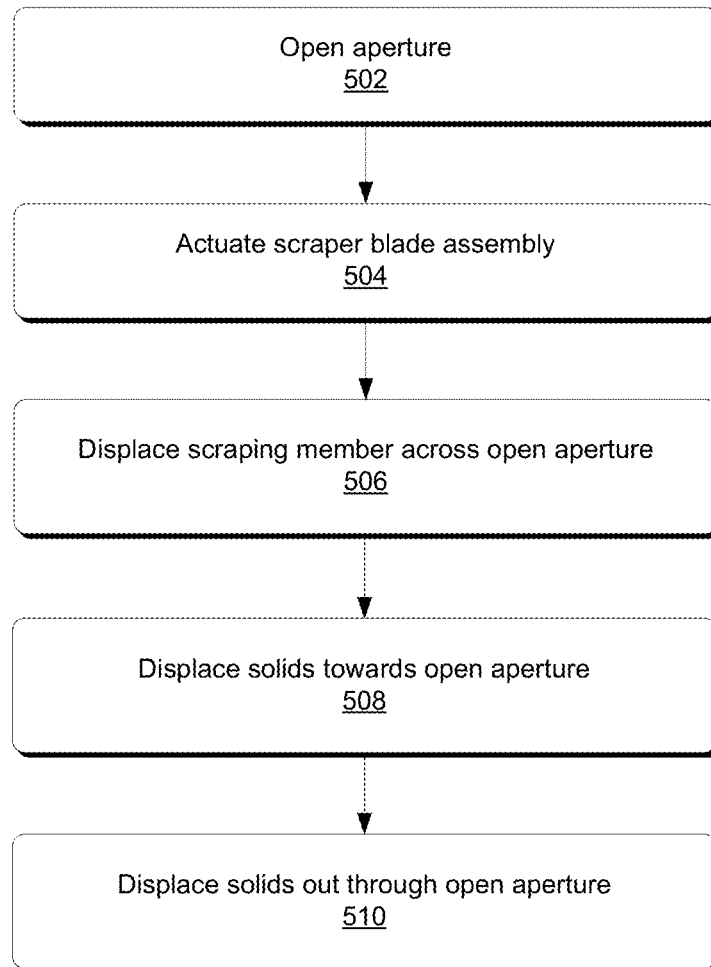 Open aperture
502
Actuate scraper blade assembly
504
Displace scraping member across open aperture
506
Displace solids towards open aperture
508
Displace solids out through open aperture
510